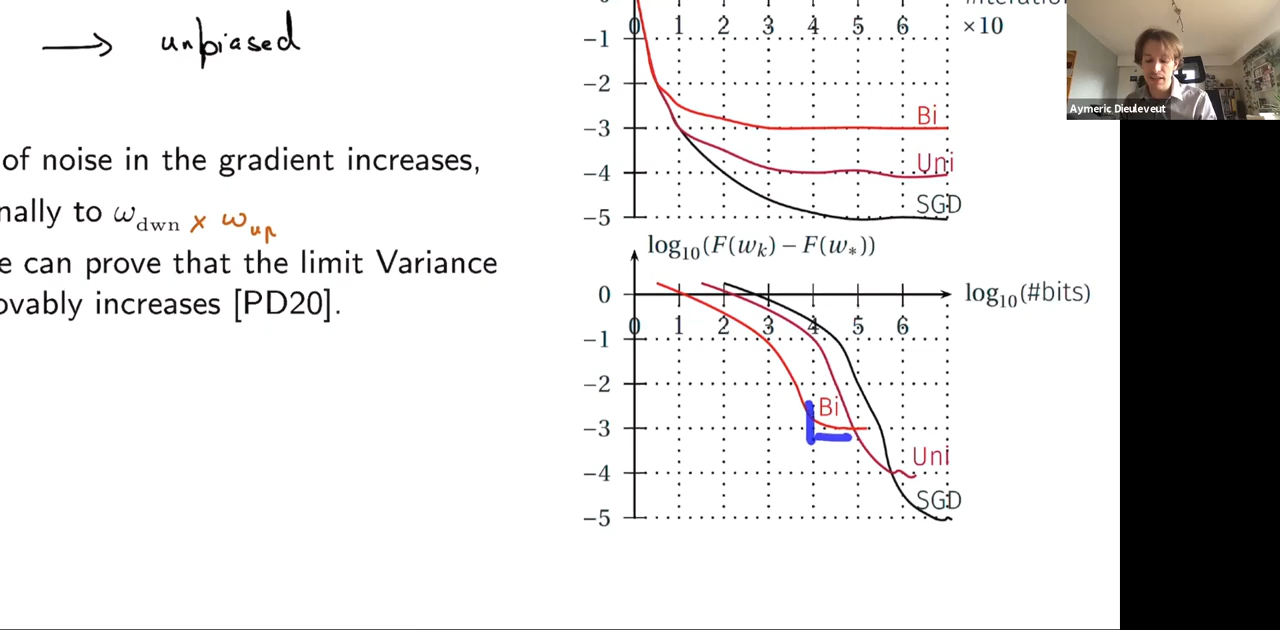 → unbiased
of noise in the gradient increases,
nally to ω_dwn × ω_up
e can prove that the limit Variance
ovably increases [PD20].
0 1 2 3 4 5 6
×10
−1
−2
−3
−4
−5
Bi
Uni
SGD
log₁₀(F(w_k) − F(w_*))
log₁₀(#bits)
0
0 1 2 3 4 5 6
−1
−2
−3
−4
−5
Bi
Uni
SGD
Aymeric Dieuleveut